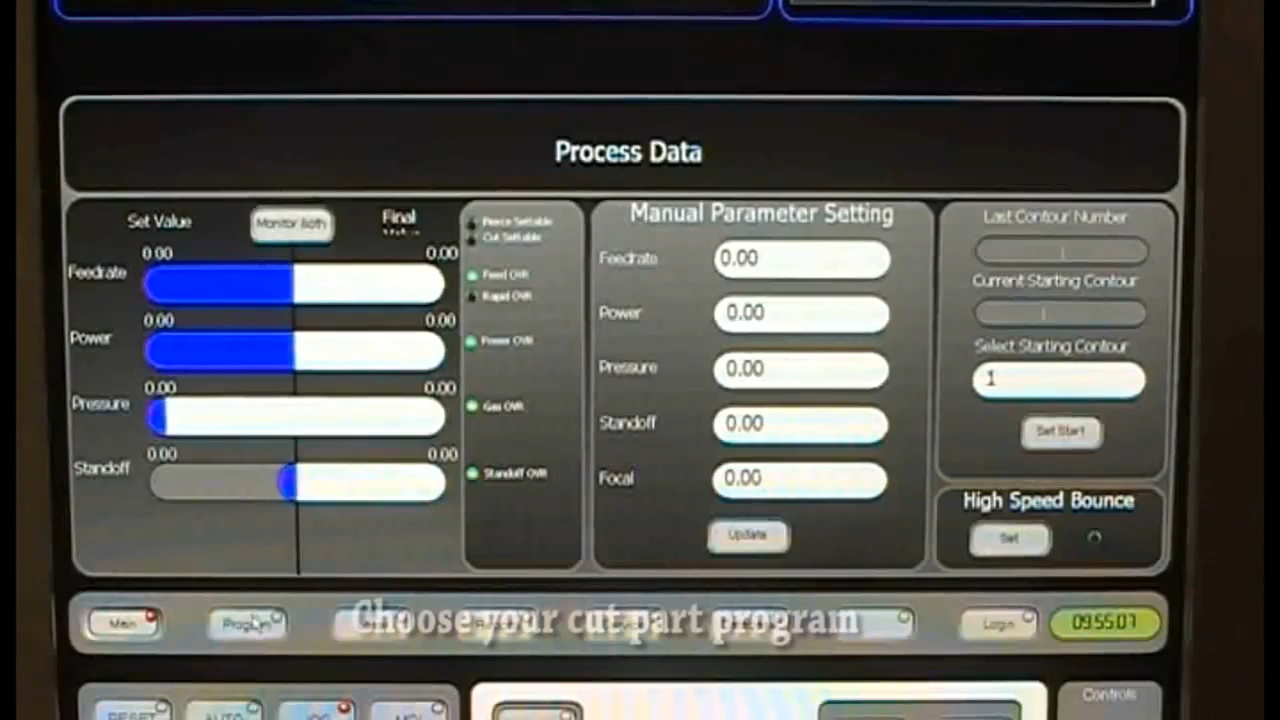 Process Data
Set Value
Monitor Both
Final
0.00
0.00
Feedrate
0.00
0.00
Power
0.00
0.00
Pressure
0.00
0.00
Standoff
Pierce Settable
Cut Settable
Feed OVR
Rapid OVR
Power OVR
Gas OVR
Standoff OVR
Manual Parameter Setting
Feedrate 0.00
Power 0.00
Pressure 0.00
Standoff 0.00
Focal 0.00
Update
Last Contour Number
Current Starting Contour
Select Starting Contour
1
Set Start
High Speed Bounce
Set
Main
Program
Login
09:55:07
Choose your cut part program
RESET
AUTO
JOG
MDI
Controls